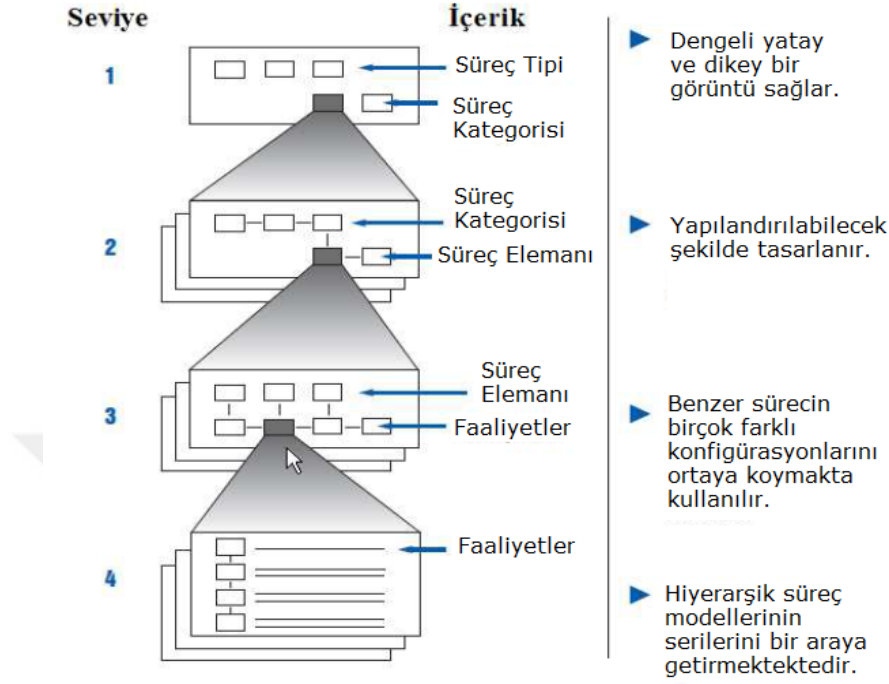 Seviye
İçerik
1
Süreç Tipi
Süreç
Kategorisi
Dengeli yatay
ve dikey bir
görüntü sağlar.
2
Süreç
Kategorisi
Süreç Elemanı
Yapılandırılabilecek
şekilde tasarlanır.
3
Süreç
Elemanı
Faaliyetler
Benzer sürecin
birçok farklı
konfigürasyonlarını
ortaya koymakta
kullanılır.
4
Faaliyetler
Hiyerarşik süreç
modellerinin
serilerini bir araya
getirmektektedir.